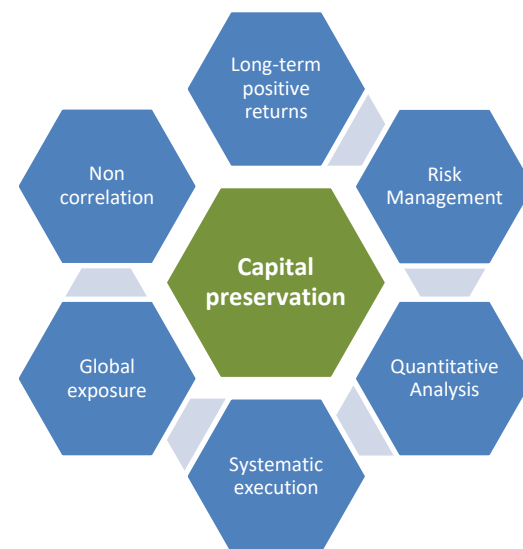 Long-term
positive
returns
Non
correlation
Risk
Management
Capital
preservation
Global
exposure
Quantitative
Analysis
Systematic
execution